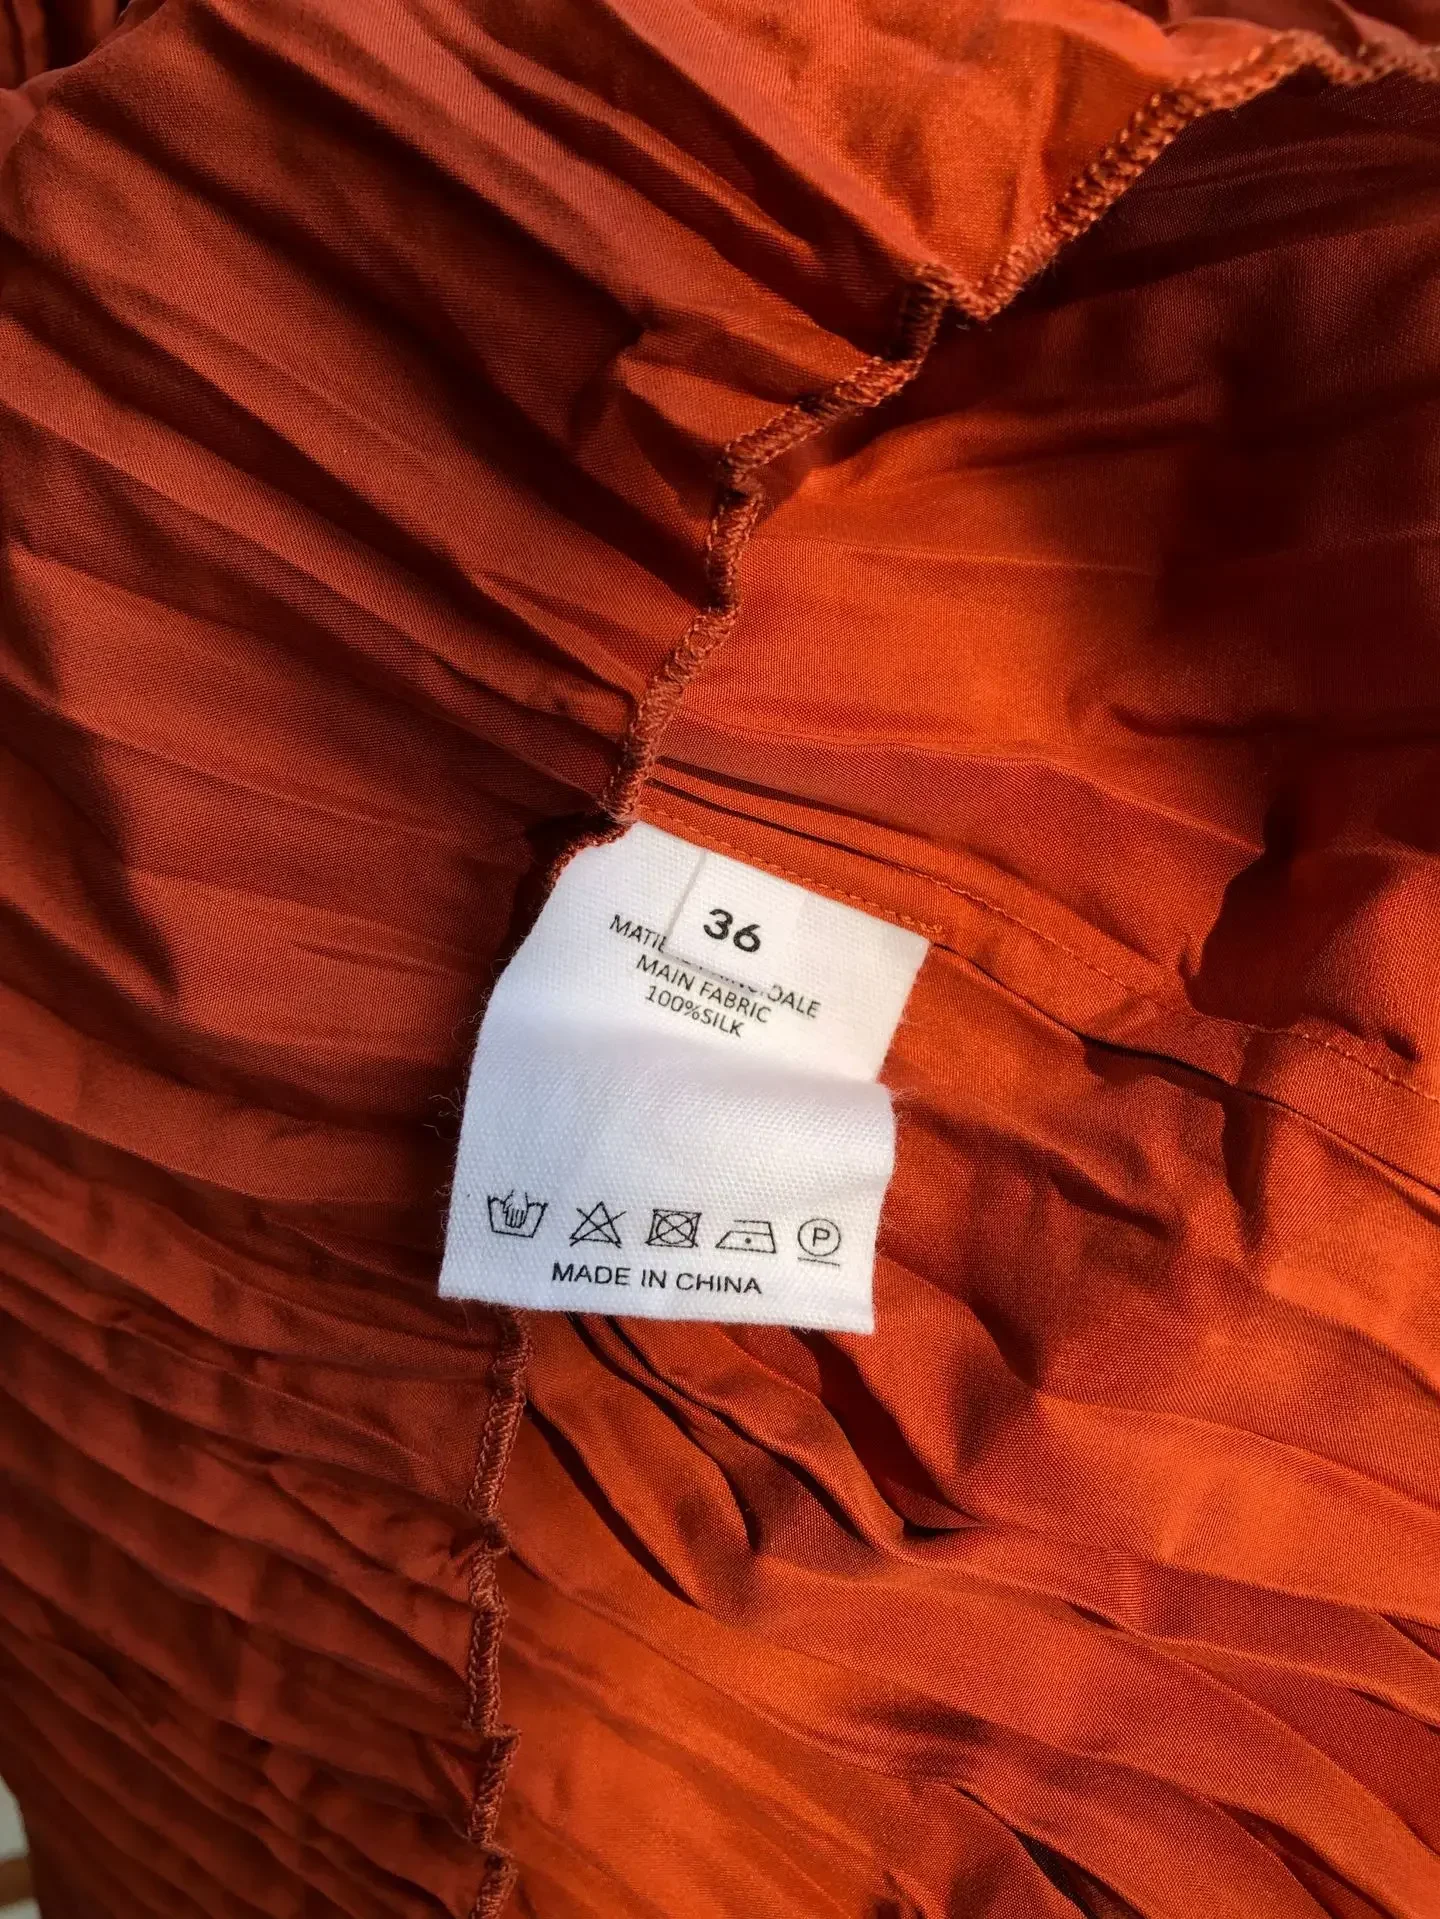 36
MAIN FABRIC
100%SILK
P
MADE IN CHINA